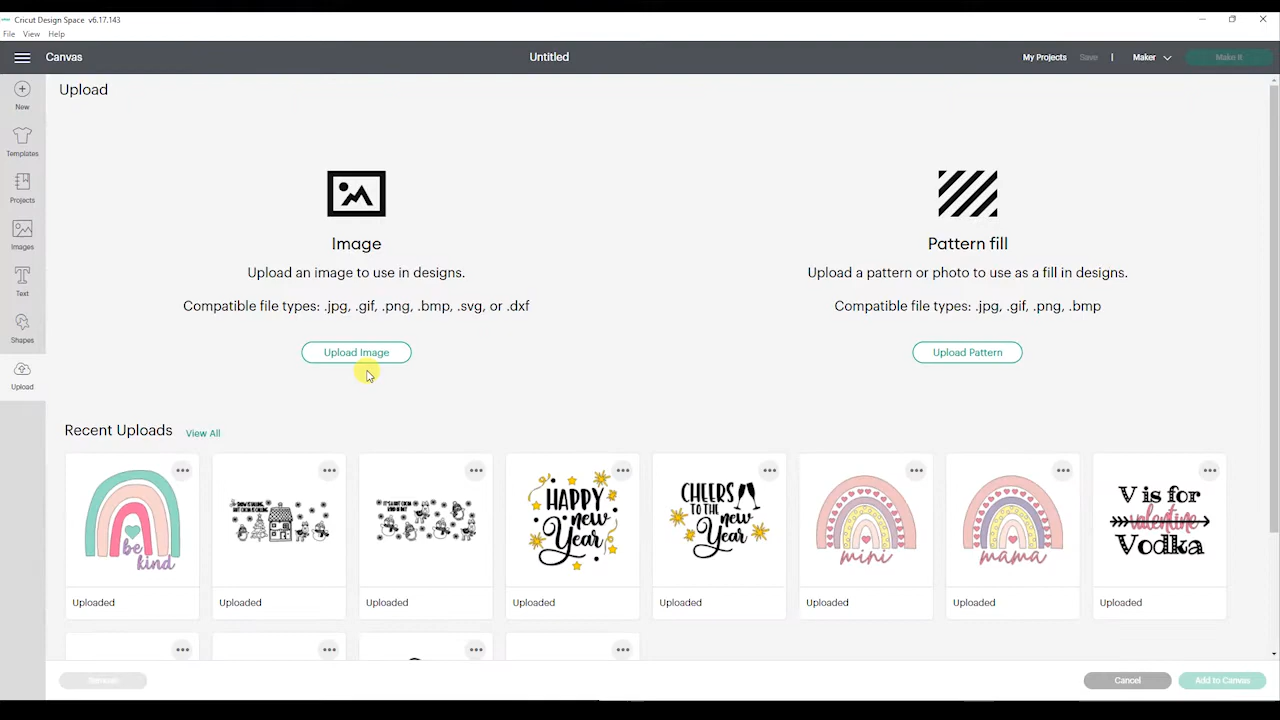 Cricut Design Space v6.17.143
File View Help
Canvas
Untitled
My Projects Save | Maker Make It
New
Templates
Projects
Images
Text
Shapes
Upload
Upload
Image
Upload an image to use in designs.
Compatible file types: .jpg, .gif, .png, .bmp, .svg, or .dxf
Upload Image
Pattern fill
Upload a pattern or photo to use as a fill in designs.
Compatible file types: .jpg, .gif, .png, .bmp
Upload Pattern
Recent Uploads View All
be
kind
Uploaded
Uploaded
Uploaded
HAPPY
new
Year
Uploaded
CHEERS
TO THE new
Year
Uploaded
mini
Uploaded
mama
Uploaded
V is for
valentine
Vodka
Uploaded
Cancel
Add to Canvas